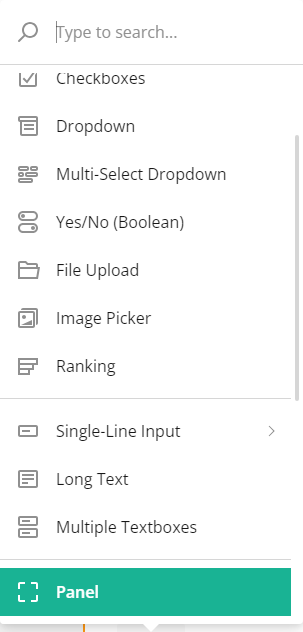 Type to search...
Checkboxes
Dropdown
Multi-Select Dropdown
Yes/No (Boolean)
File Upload
Image Picker
Ranking
Single-Line Input
Long Text
Multiple Textboxes
Panel